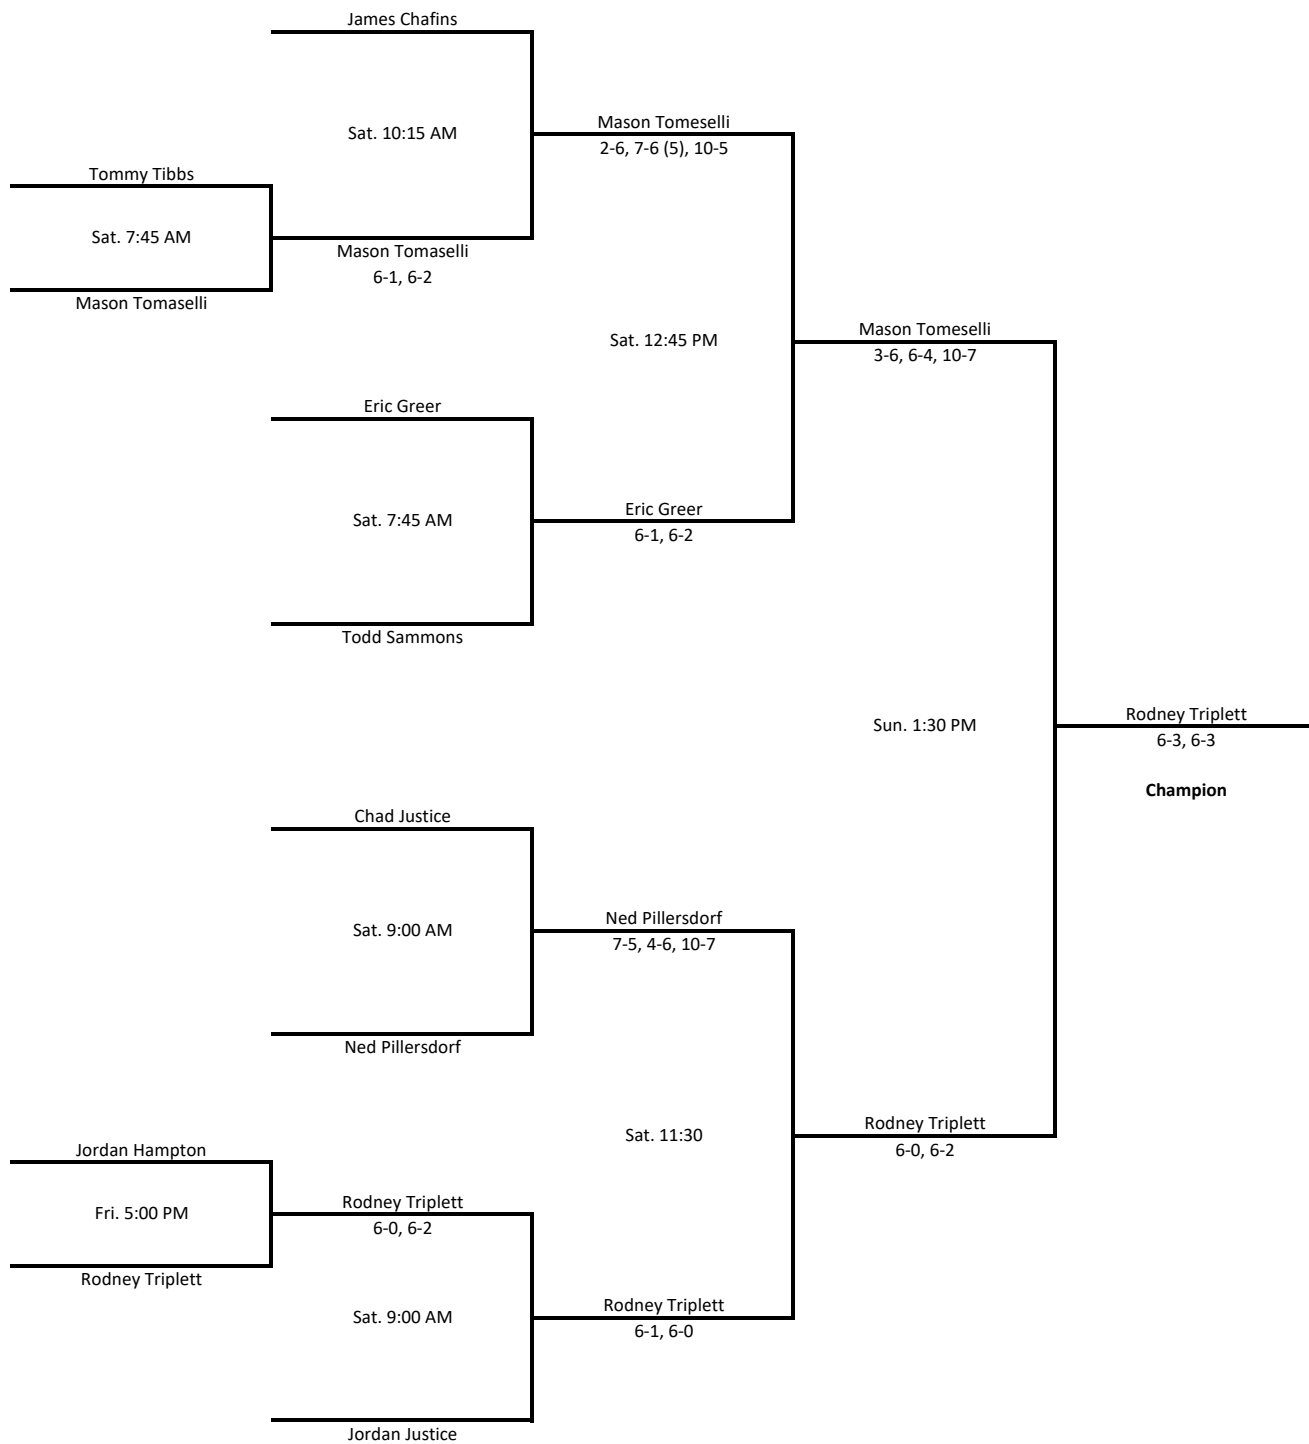 James Chafins
Sat. 10:15 AM
Mason Tomeselli
2-6, 7-6 (5), 10-5
Tommy Tibbs
Sat. 7:45 AM
Mason Tomaselli
6-1, 6-2
Mason Tomaselli
Sat. 12:45 PM
Mason Tomeselli
3-6, 6-4, 10-7
Eric Greer
Sat. 7:45 AM
Eric Greer
6-1, 6-2
Todd Sammons
Sun. 1:30 PM
Rodney Triplett
6-3, 6-3
Champion
Chad Justice
Sat. 9:00 AM
Ned Pillersdorf
7-5, 4-6, 10-7
Ned Pillersdorf
Sat. 11:30
Rodney Triplett
6-0, 6-2
Jordan Hampton
Fri. 5:00 PM
Rodney Triplett
6-0, 6-2
Rodney Triplett
Sat. 9:00 AM
Rodney Triplett
6-1, 6-0
Jordan Justice